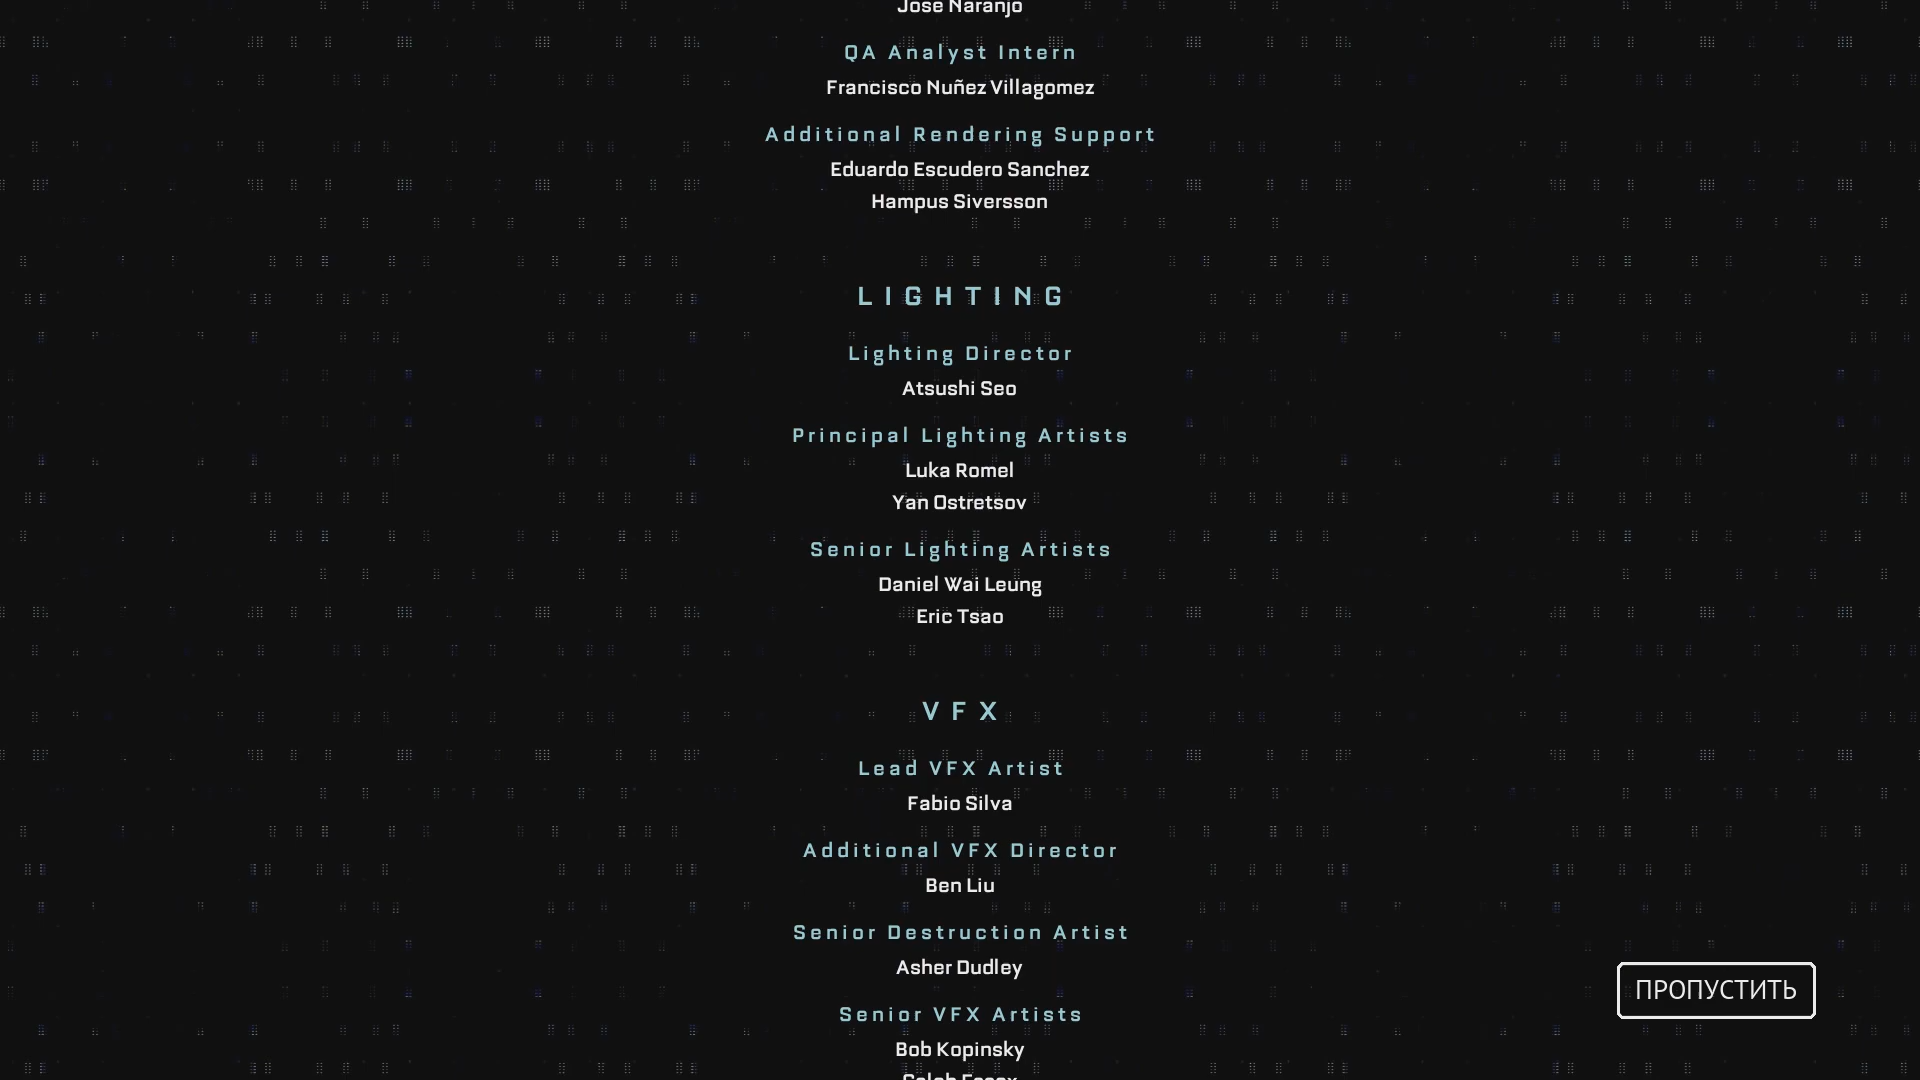 Jose Naranjo
QA Analyst Intern
Francisco Nuñez Villagomez
Additional Rendering Support
Eduardo Escudero Sanchez
Hampus Siversson
LIGHTING
Lighting Director
Atsushi Seo
Principal Lighting Artists
Luka Romel
Yan Ostretsov
Senior Lighting Artists
Daniel Wai Leung
Eric Tsao
VFX
Lead VFX Artist
Fabio Silva
Additional VFX Director
Ben Liu
Senior Destruction Artist
Asher Dudley
ПРОПУСТИТЬ
Senior VFX Artists
Bob Kopinsky